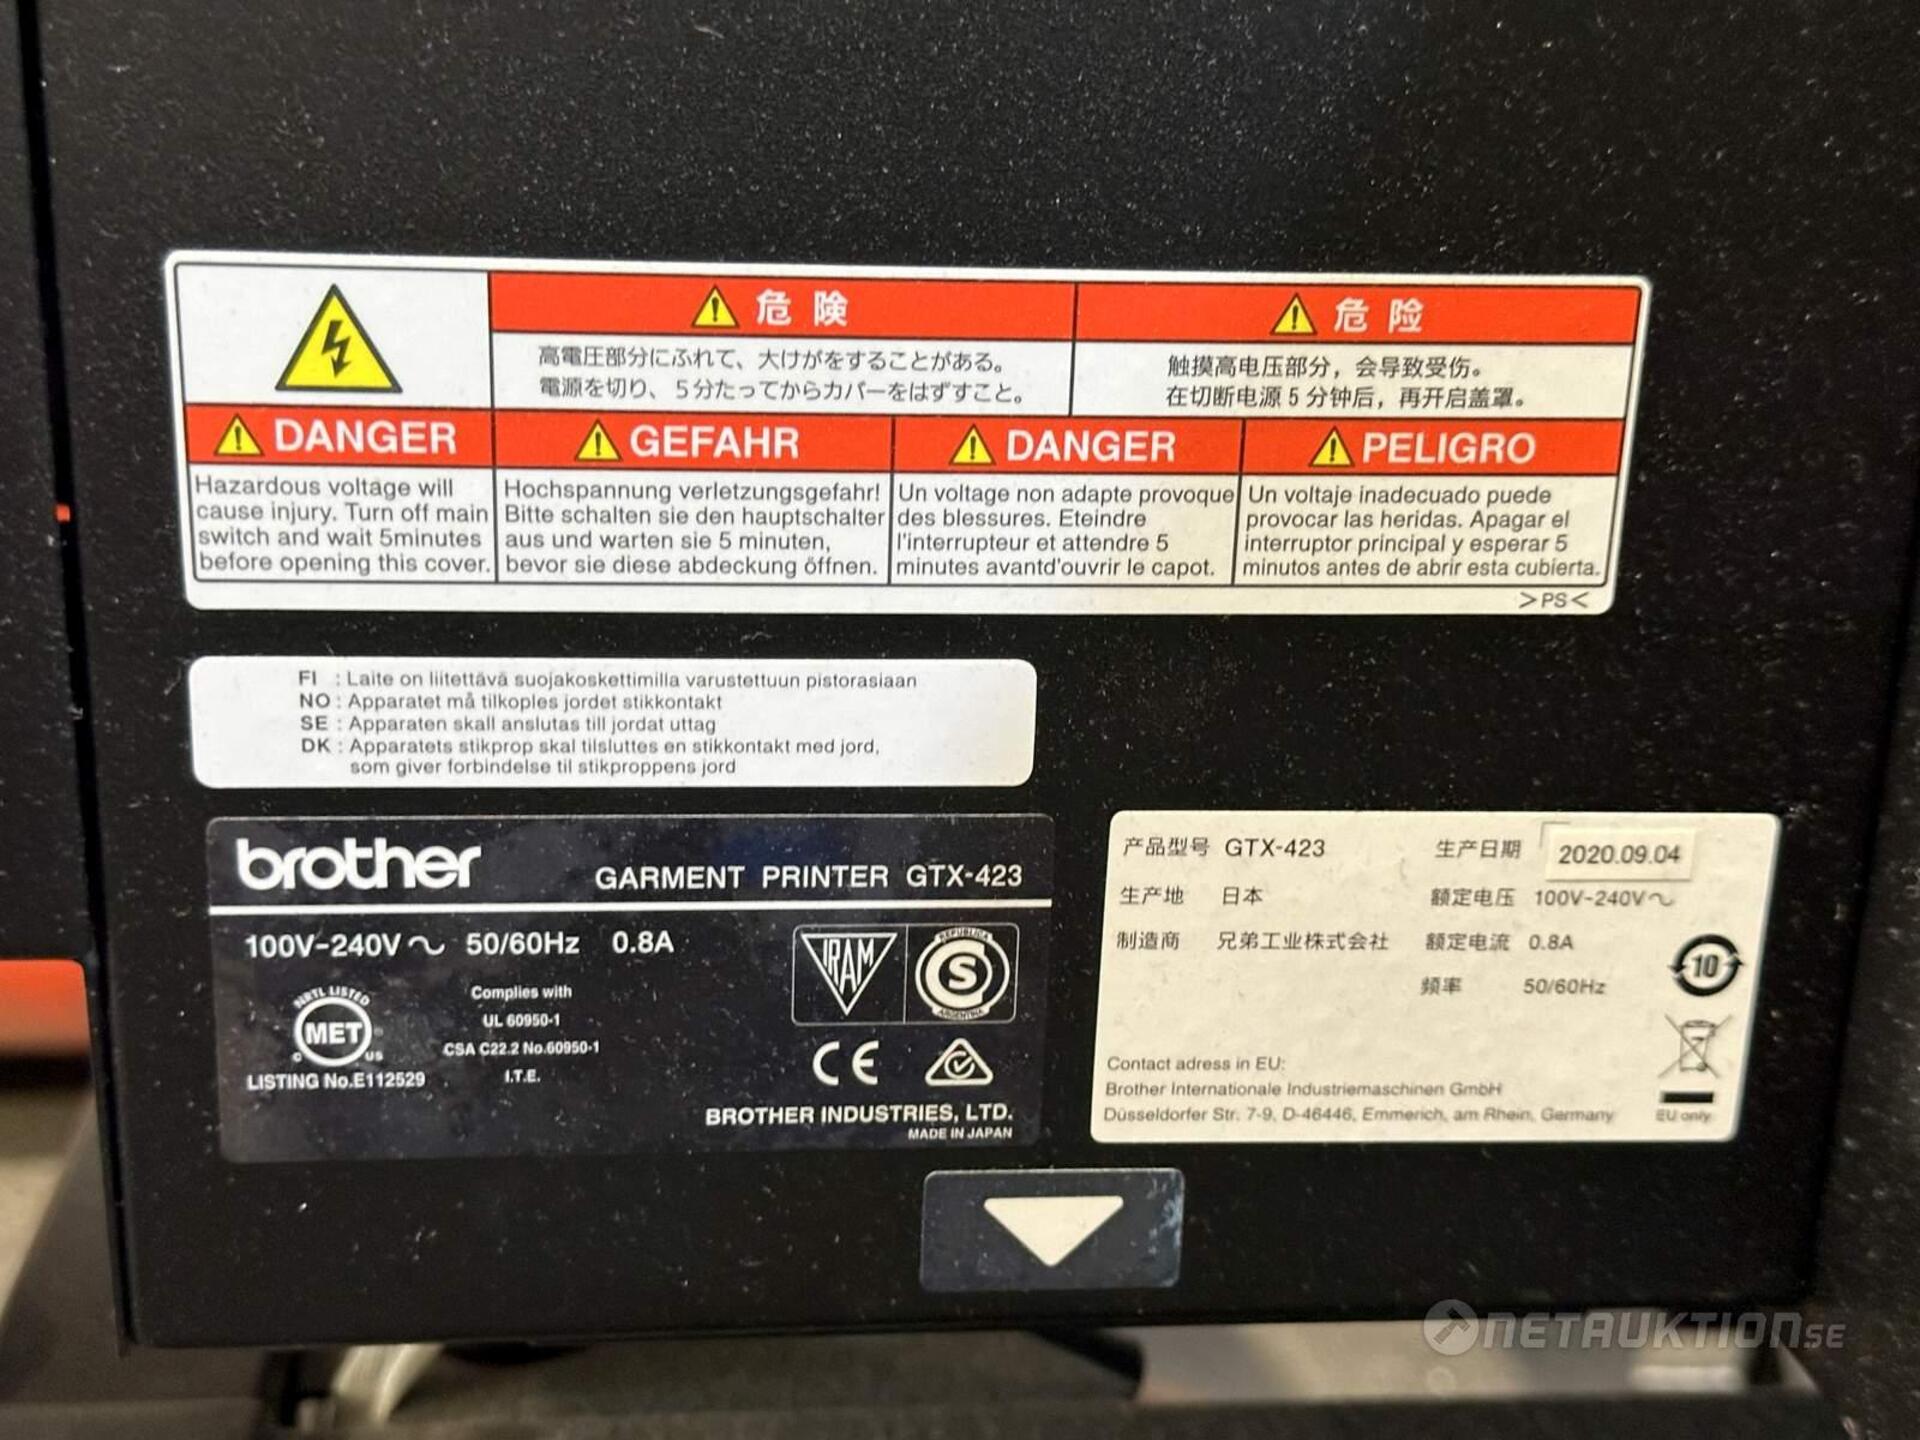 危 険
高電圧部分にふれて、大けがをすることがある。
電源を切り、5分たってからカバーをはずすこと。
危 险
触摸高电压部分，会导致受伤。
在切断电源5分钟后，再开启盖罩。
DANGER
Hazardous voltage will
cause injury. Turn off main
switch and wait 5minutes
before opening this cover.
GEFAHR
Hochspannung verletzungsgefahr!
Bitte schalten sie den hauptschalter
aus und warten sie 5 minuten,
bevor sie diese abdeckung öffnen.
DANGER
Un voltage non adapte provoque
des blessures. Eteindre
l'interrupteur et attendre 5
minutes avantd'ouvrir le capot.
PELIGRO
Un voltaje inadecuado puede
provocar las heridas. Apagar el
interruptor principal y esperar 5
minutos antes de abrir esta cubierta.
>PS<
FI : Laite on liitettävä suojakoskettimilla varustettuun pistorasiaan
NO : Apparatet må tilkoples jordet stikkontakt
SE : Apparaten skall anslutas till jordat uttag
DK : Apparatets stikprop skal tilsluttes en stikkontakt med jord,
som giver forbindelse til stikproppens jord
brother GARMENT PRINTER GTX-423
100V-240V～ 50/60Hz 0.8A
NRTL LISTED
MET
C US
LISTING No.E112529
Complies with
UL 60950-1
CSA C22.2 No.60950-1
I.T.E.
IRAM
REPUBLICA
S
ARGENTINA
CE
BROTHER INDUSTRIES, LTD.
MADE IN JAPAN
产品型号 GTX-423 生产日期 2020.09.04
生产地 日本 额定电压 100V-240V～
制造商 兄弟工业株式会社 额定电流 0.8A
频率 50/60Hz
10
Contact adress in EU:
Brother Internationale Industriemaschinen GmbH
Düsseldorfer Str. 7-9, D-46446, Emmerich, am Rhein, Germany
EU only
NETAUKTION.SE